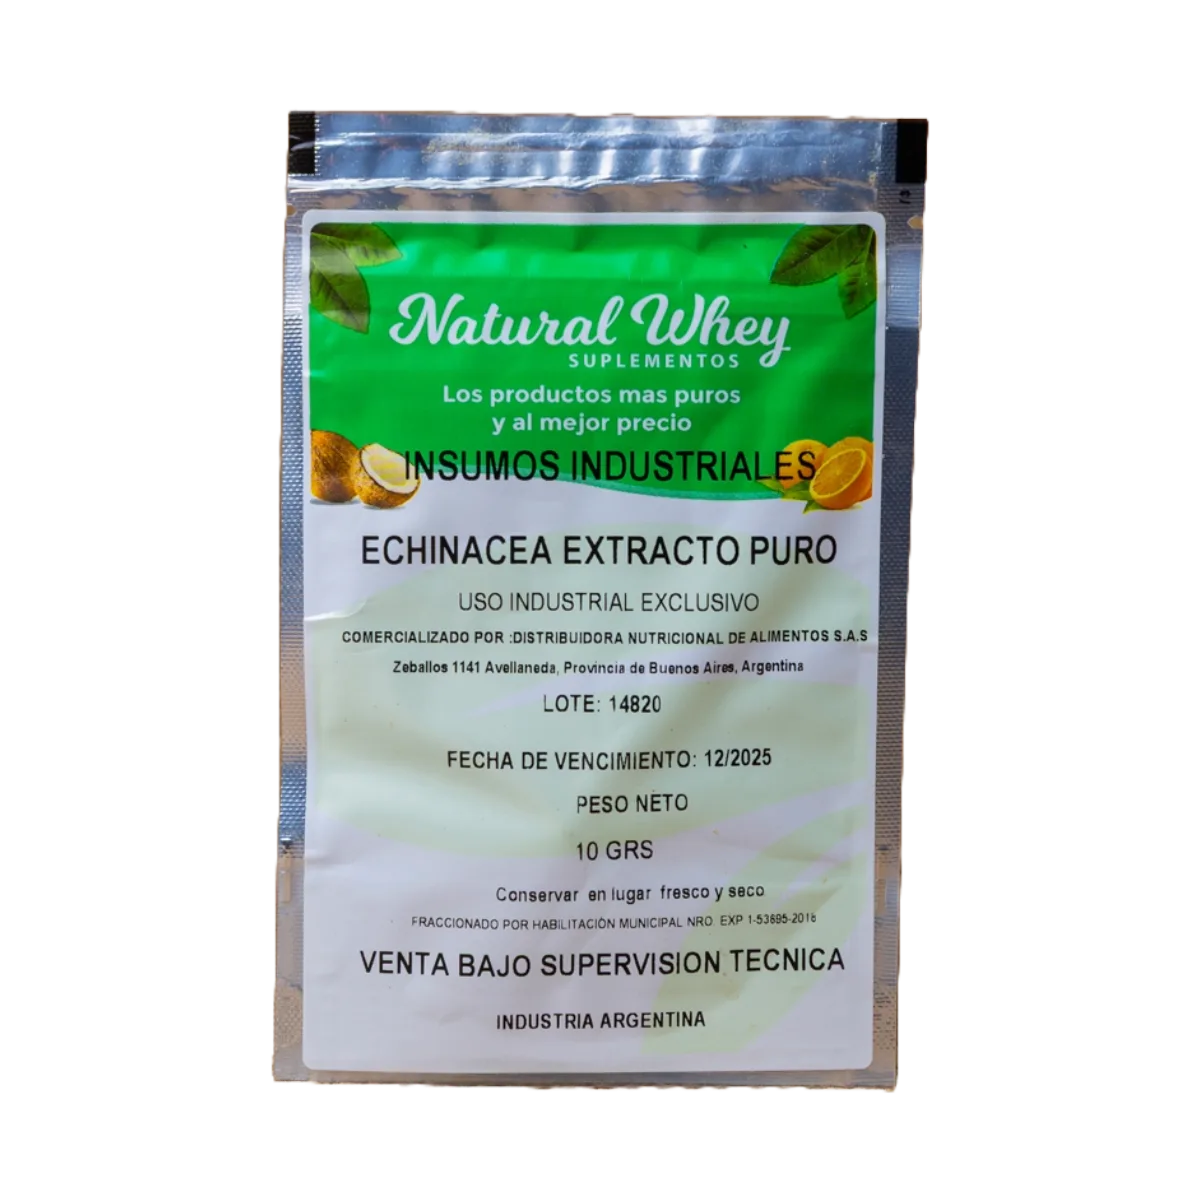 Natural Whey
SUPLEMENTOS
Los productos mas puros
y al mejor precio
INSUMOS INDUSTRIALES
ECHINACEA EXTRACTO PURO
USO INDUSTRIAL EXCLUSIVO
COMERCIALIZADO POR :DISTRIBUIDORA NUTRICIONAL DE ALIMENTOS S.A.S
Zeballos 1141 Avellaneda, Provincia de Buenos Aires, Argentina
LOTE: 14820
FECHA DE VENCIMIENTO: 12/2025
PESO NETO
10 GRS
Conservar en lugar fresco y seco
FRACCIONADO POR HABILITACIÓN MUNICIPAL NRO. EXP 1-53695-2018
VENTA BAJO SUPERVISION TECNICA
INDUSTRIA ARGENTINA